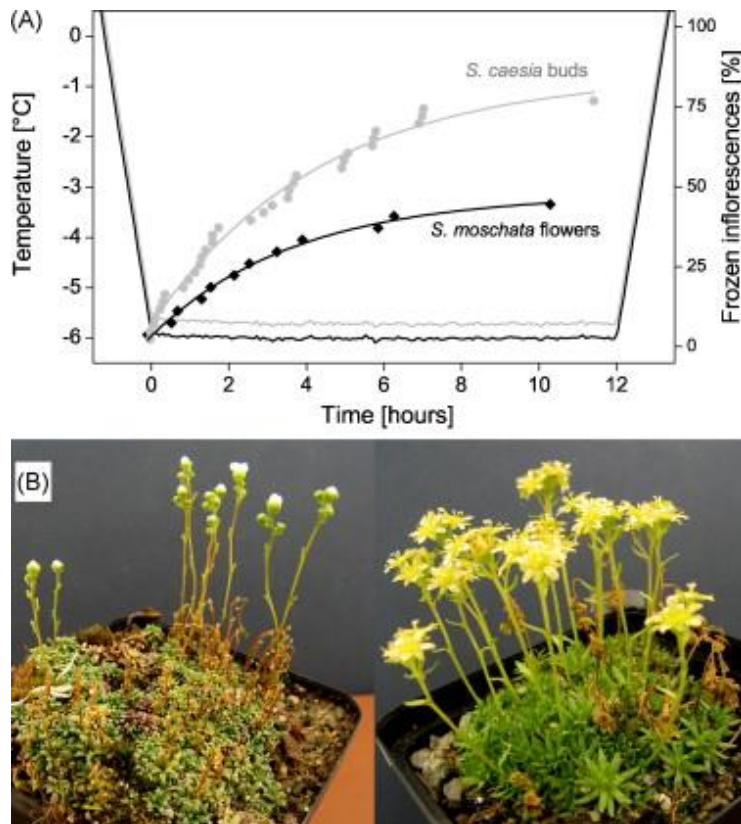 (A)
Temperature [°C]
0
-1
-2
-3
-4
-5
-6
S. caesia buds
S. moschata flowers
100
75
50
25
0
Frozen inflorescences [%]
0
2
4
6
8
10
12
Time [hours]
(B)